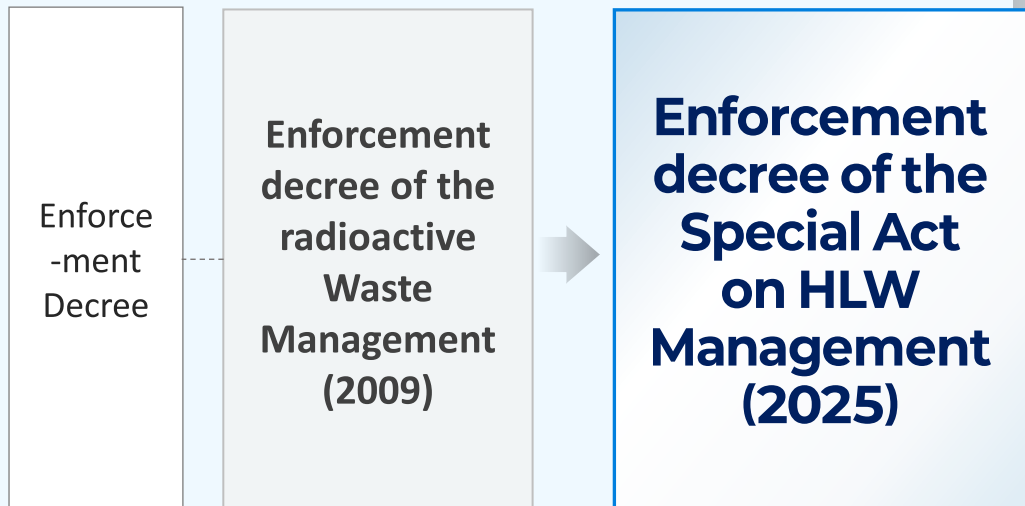 Enforce
-ment
Decree
Enforcement
decree of the
radioactive
Waste
Management
(2009)
Enforcement
decree of the
Special Act
on HLW
Management
(2025)